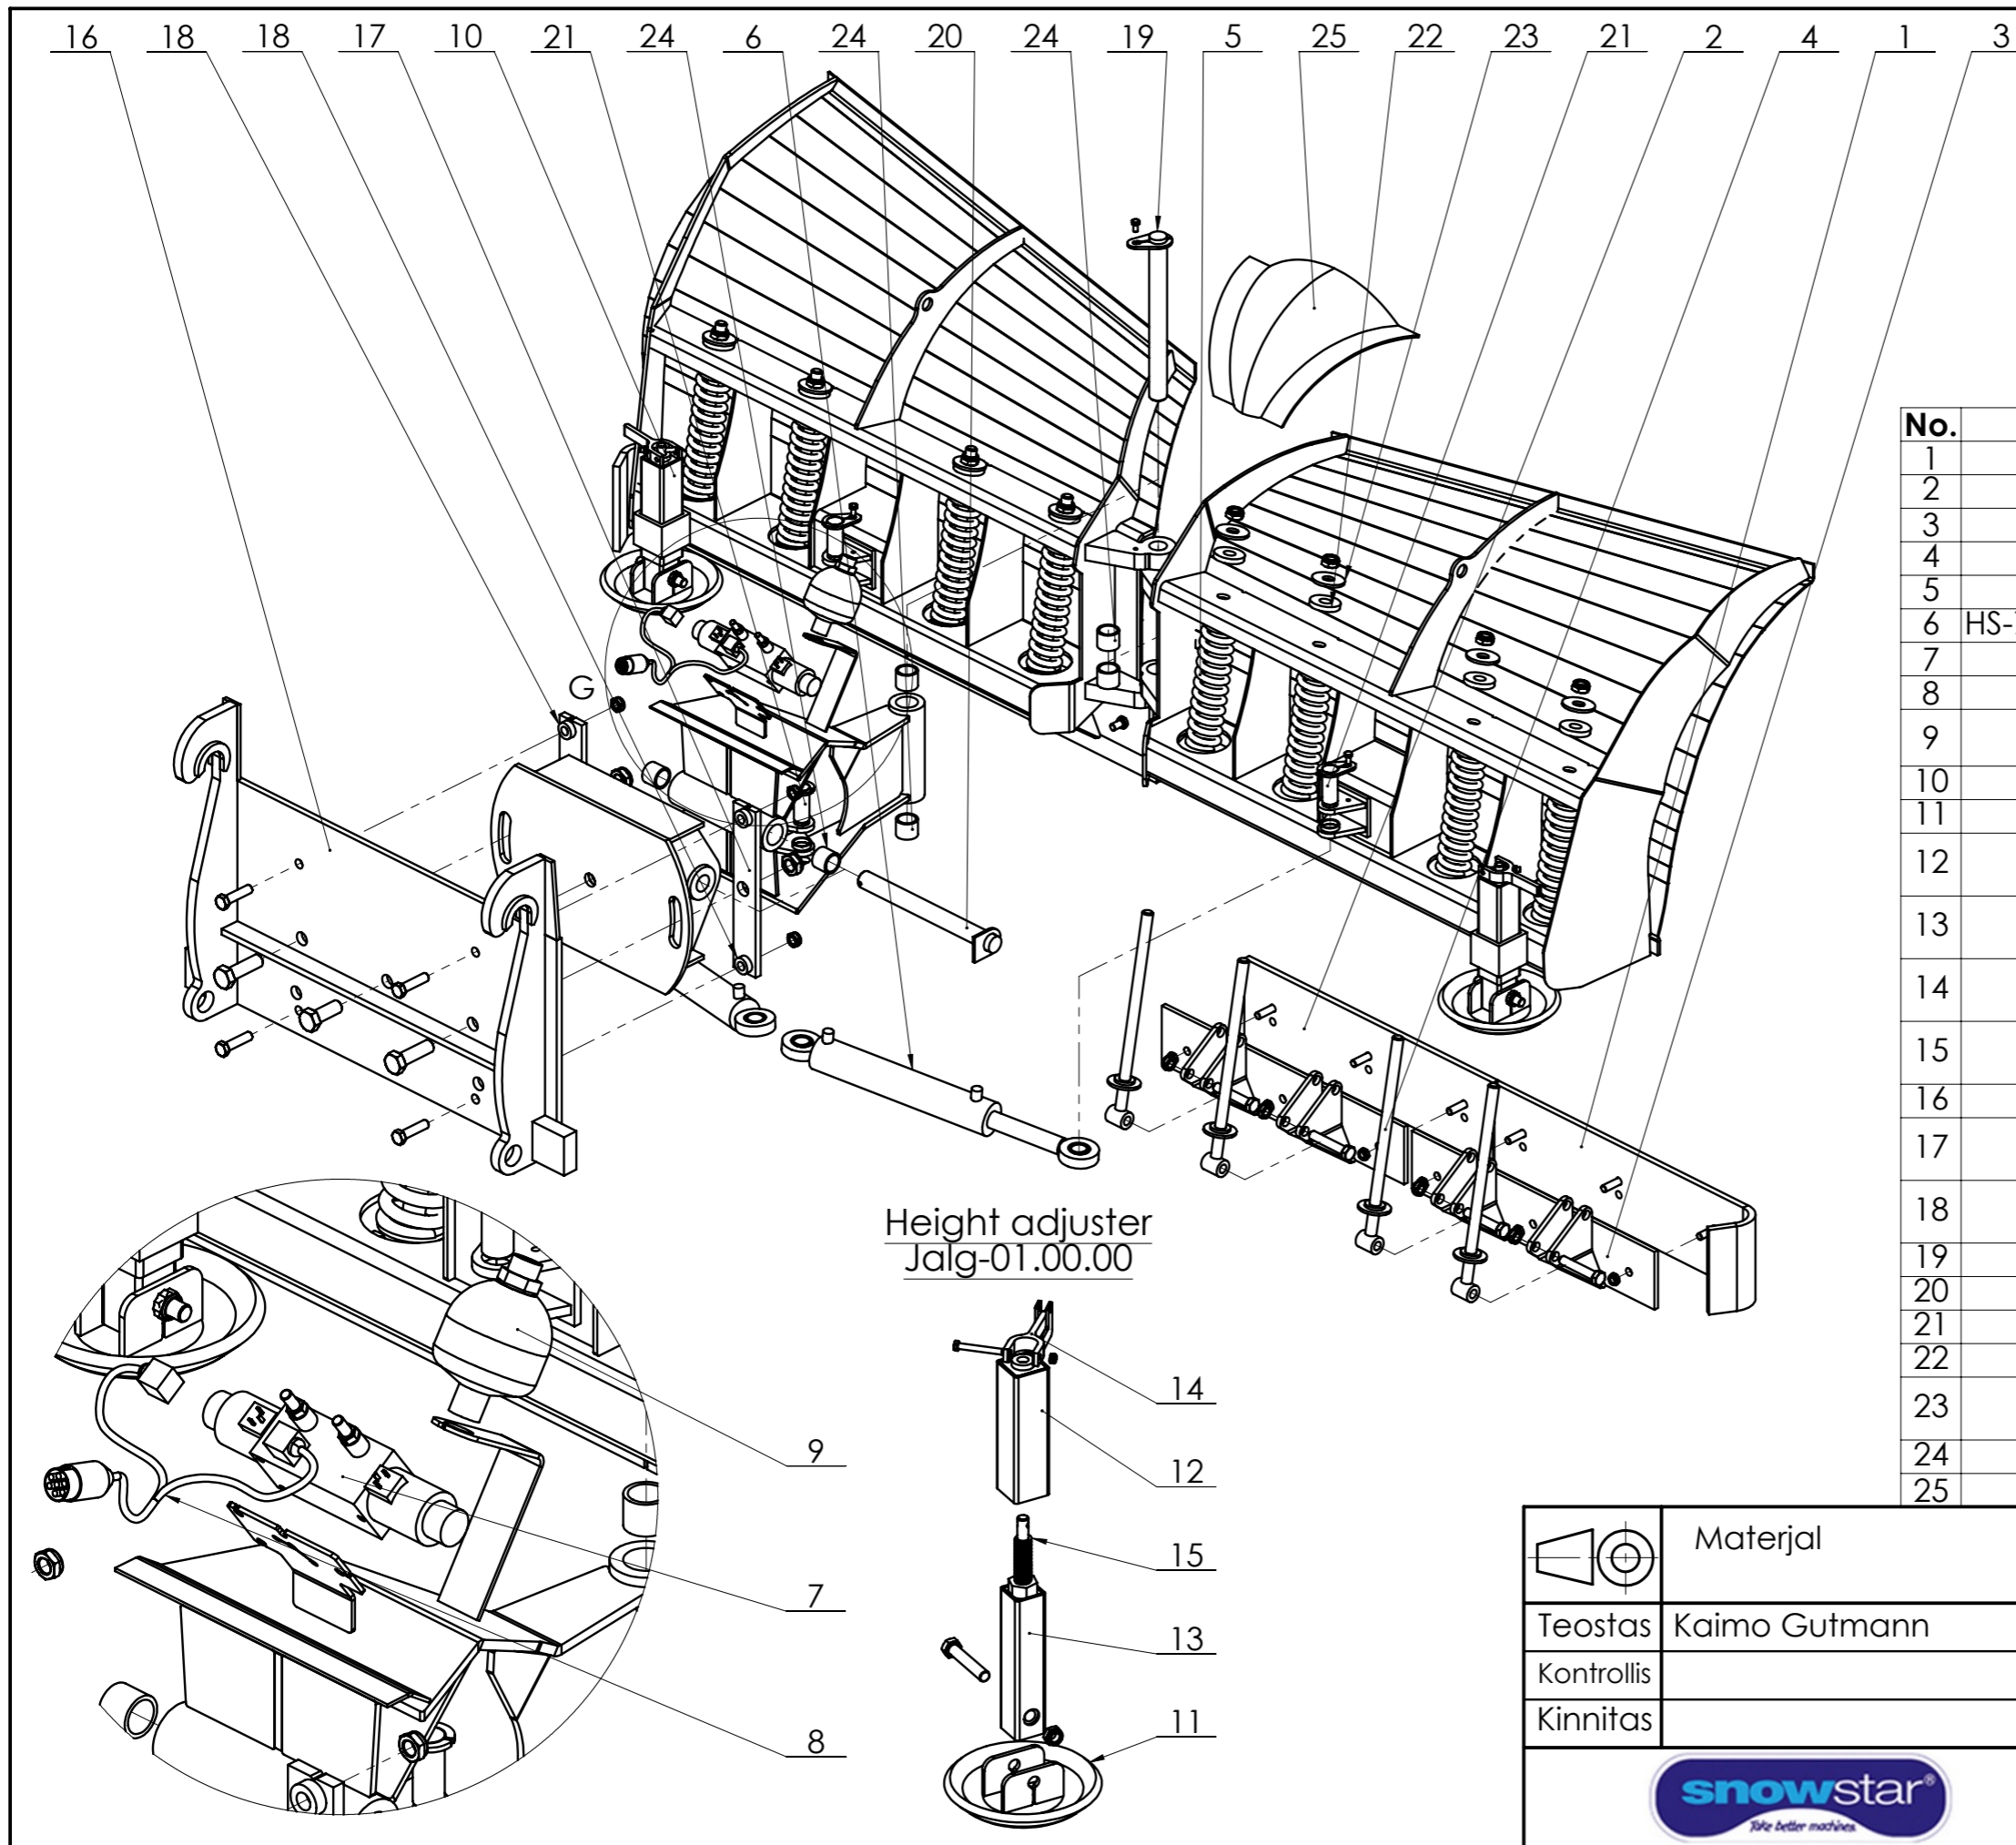 16 18 18 17 10 21 24 6 24 20 24 19 5 25 22 23 21 2 4 1 3
G
No.
1
2
3
4
5
6 HS-
7
8
9
10
11
12
13
14
15
16
17
18
19
20
21
22
23
24
25
Height adjuster
Jalg-01.00.00
14
12
15
13
11
9
7
8
Materjal
Teostas Kaimo Gutmann
Kontrollis
Kinnitas
snowstar®
Take better machines